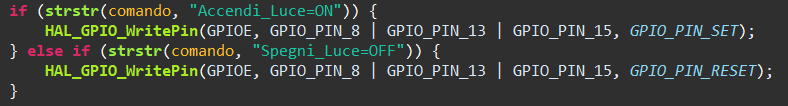 if (strstr(comando, "Accendi_Luce=ON")) {
    HAL_GPIO_WritePin(GPIOE, GPIO_PIN_8 | GPIO_PIN_13 | GPIO_PIN_15, GPIO_PIN_SET);
} else if (strstr(comando, "Spegni_Luce=OFF")) {
    HAL_GPIO_WritePin(GPIOE, GPIO_PIN_8 | GPIO_PIN_13 | GPIO_PIN_15, GPIO_PIN_RESET);
}